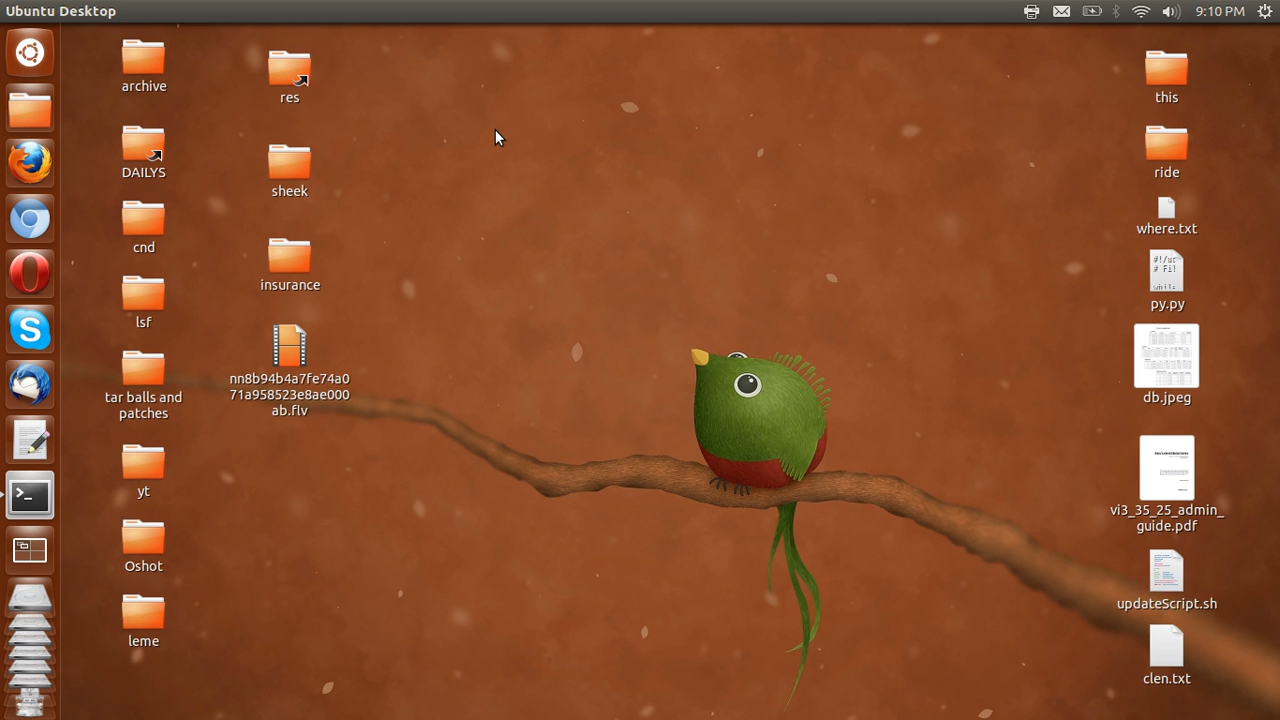 Ubuntu Desktop
9:10 PM
archive
DAILYS
cnd
lsf
tar balls and
patches
yt
Oshot
leme
res
sheek
insurance
nn8b94b4a7fe74a0
71a958523e8ae000
ab.flv
this
ride
where.txt
#!/u
# Fi
while
py.py
db.jpeg
vi3_35_25_admin_
guide.pdf
updateScript.sh
clen.txt